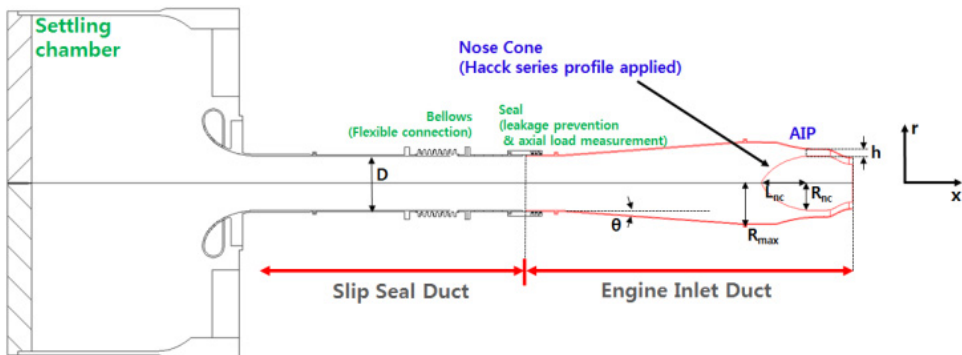 Settling
chamber
Nose Cone
(Hacck series profile applied)
Bellows
(Flexible connection)
Seal
(leakage prevention
& axial load measurement)
AIP
h
r
x
D
Lnc
Rnc
θ
Rmax
Slip Seal Duct
Engine Inlet Duct